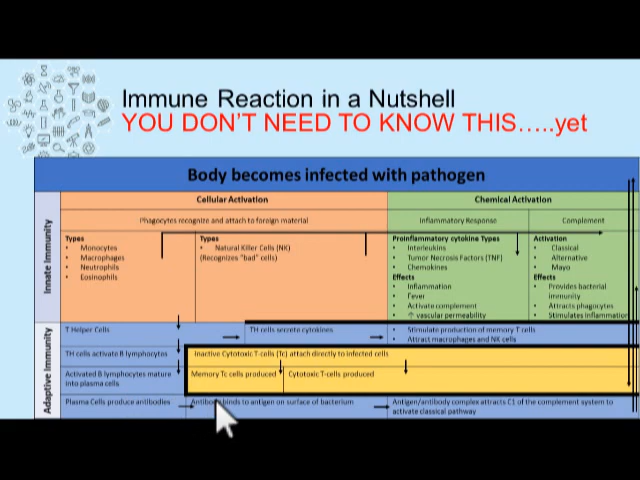 Immune Reaction in a Nutshell
YOU DON'T NEED TO KNOW THIS…..yet
Body becomes infected with pathogen
Innate Immunity
Cellular Activation
Chemical Activation
Phagocytes recognize and attach to foreign material
Inflammatory Response
Complement
Types
• Monocytes
• Macrophages
• Neutrophils
• Eosinophils
Types
• Natural Killer Cells (NK)
(Recognizes "bad" cells)
Proinflammatory cytokine Types
• Interleukins
• Tumor Necrosis Factors (TNF)
• Chemokines
Effects
• Inflammation
• Fever
• Activate complement
• ↑ vascular permeability
Activation
• Classical
• Alternative
• Mayo
Effects
• Provides bacterial
immunity
• Attracts phagocytes
• Stimulates inflammation
Adaptive Immunity
T Helper Cells
TH cells secrete cytokines
• Stimulate production of memory T cells
• Attract macrophages and NK cells
TH cells activate B lymphocytes
Inactive Cytotoxic T-cells (Tc) attach directly to infected cells
Activated B lymphocytes mature
into plasma cells
Memory Tc cells produced
Cytotoxic T-cells produced
Plasma Cells produce antibodies
binds to antigen on surface of bacterium
Antigen/antibody complex attracts C1 of the complement system to
activate classical pathway